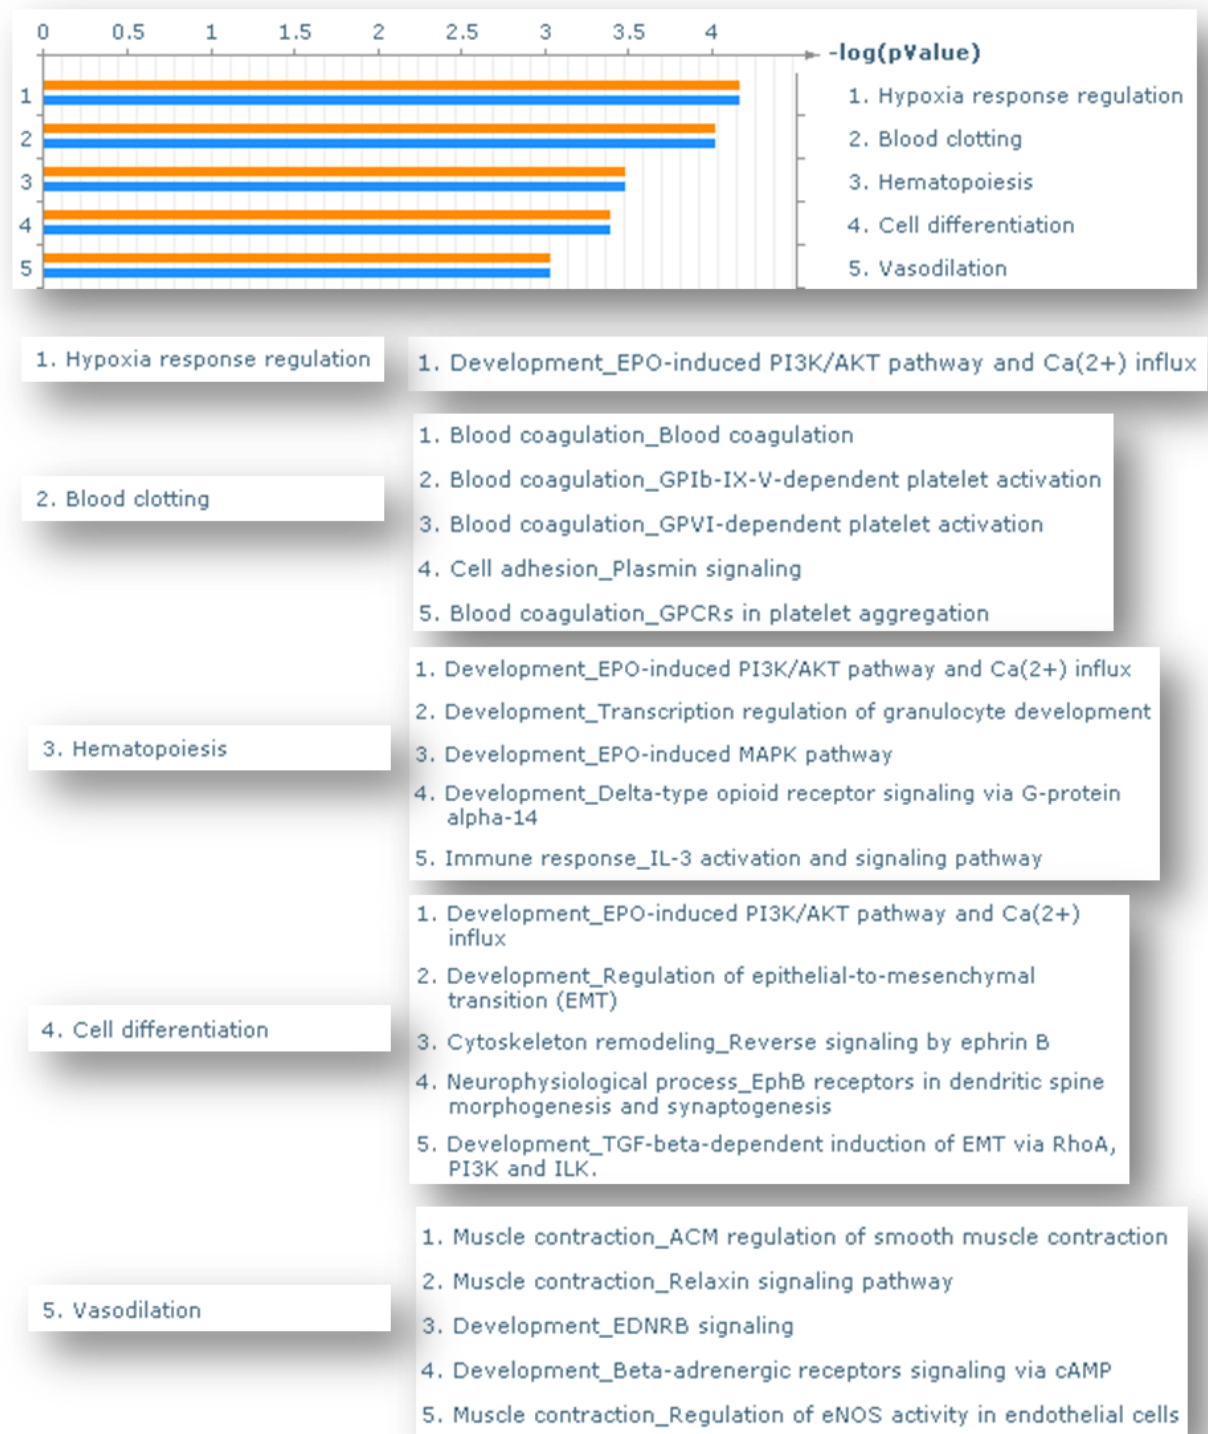 0 0.5 1 1.5 2 2.5 3 3.5 4
-log(pValue)
1
1. Hypoxia response regulation
2
2. Blood clotting
3
3. Hematopoiesis
4
4. Cell differentiation
5
5. Vasodilation
1. Hypoxia response regulation
1. Development_EPO-induced PI3K/AKT pathway and Ca(2+) influx
2. Blood clotting
1. Blood coagulation_Blood coagulation
2. Blood coagulation_GPIb-IX-V-dependent platelet activation
3. Blood coagulation_GPVI-dependent platelet activation
4. Cell adhesion_Plasmin signaling
5. Blood coagulation_GPCRs in platelet aggregation
3. Hematopoiesis
1. Development_EPO-induced PI3K/AKT pathway and Ca(2+) influx
2. Development_Transcription regulation of granulocyte development
3. Development_EPO-induced MAPK pathway
4. Development_Delta-type opioid receptor signaling via G-protein
alpha-14
5. Immune response_IL-3 activation and signaling pathway
4. Cell differentiation
1. Development_EPO-induced PI3K/AKT pathway and Ca(2+)
influx
2. Development_Regulation of epithelial-to-mesenchymal
transition (EMT)
3. Cytoskeleton remodeling_Reverse signaling by ephrin B
4. Neurophysiological process_EphB receptors in dendritic spine
morphogenesis and synaptogenesis
5. Development_TGF-beta-dependent induction of EMT via RhoA,
PI3K and ILK.
5. Vasodilation
1. Muscle contraction_ACM regulation of smooth muscle contraction
2. Muscle contraction_Relaxin signaling pathway
3. Development_EDNRB signaling
4. Development_Beta-adrenergic receptors signaling via cAMP
5. Muscle contraction_Regulation of eNOS activity in endothelial cells